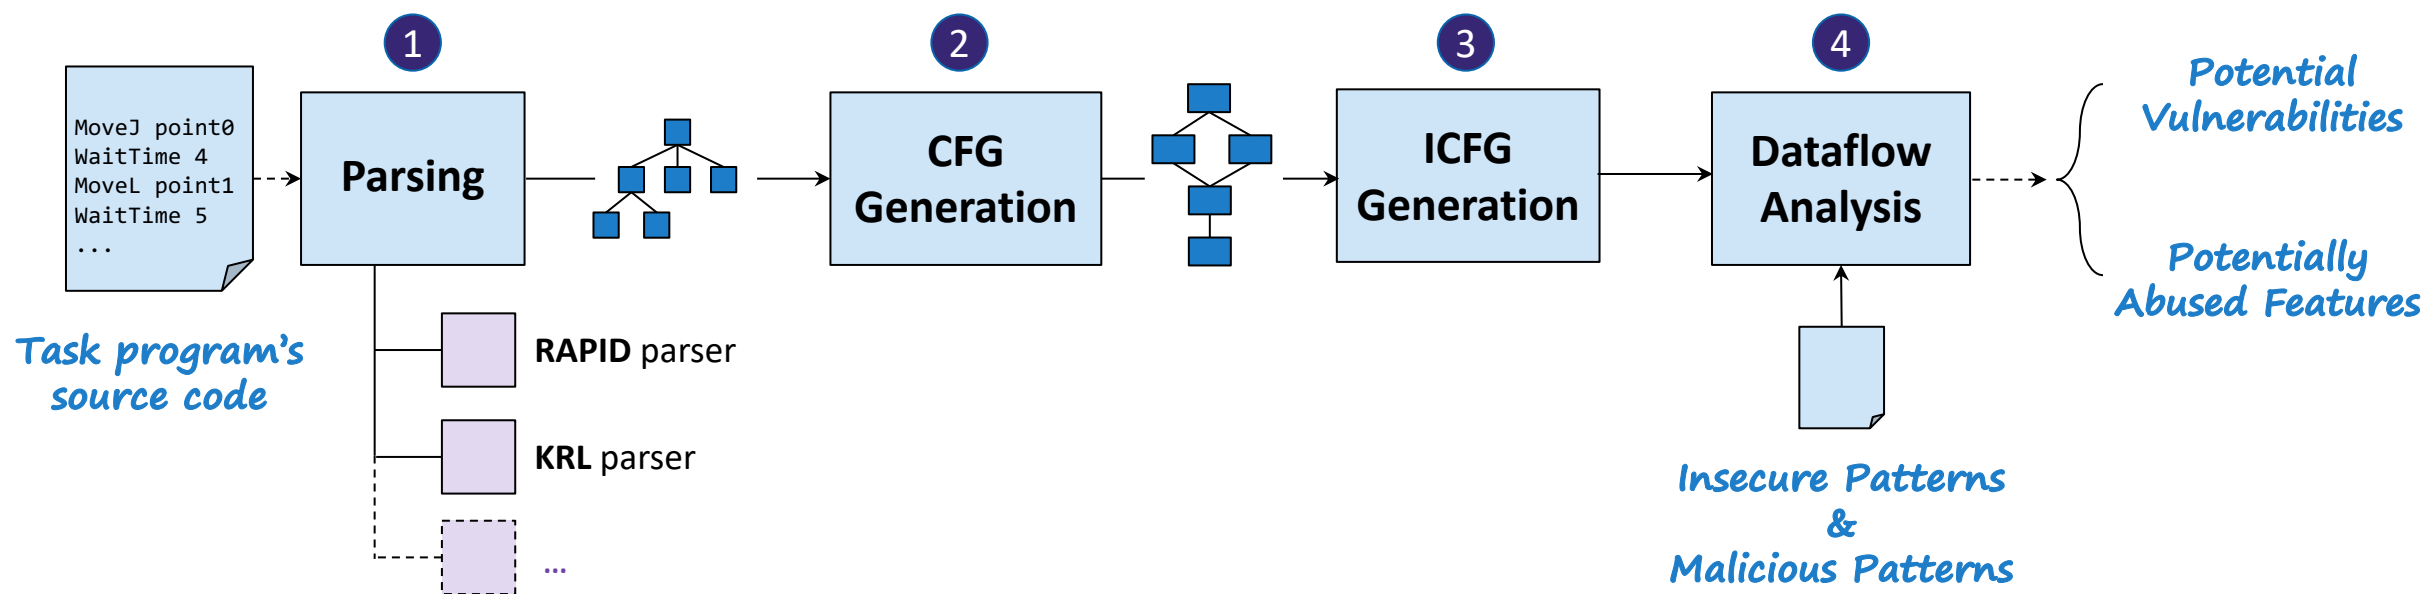 1
2
3
4
MoveJ point0
WaitTime 4
MoveL point1
WaitTime 5
...
Task program's
source code
Parsing
RAPID parser
KRL parser
...
CFG
Generation
ICFG
Generation
Dataflow
Analysis
Insecure Patterns
&
Malicious Patterns
Potential
Vulnerabilities
Potentially
Abused Features